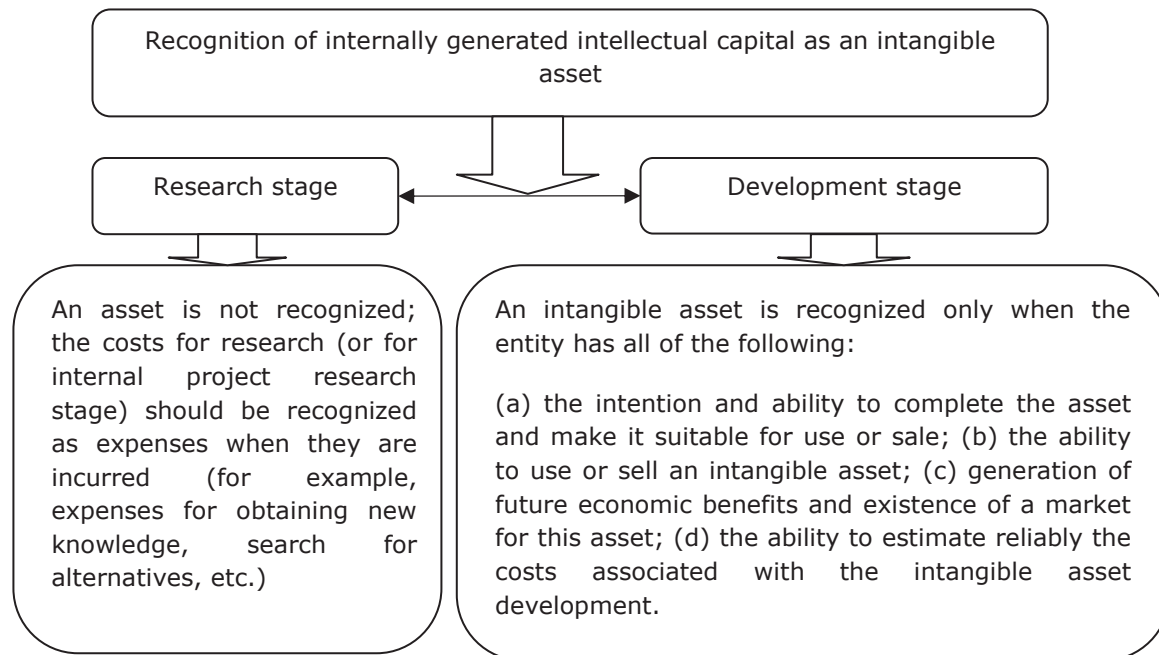 Recognition of internally generated intellectual capital as an intangible
asset
Research stage
Development stage
An asset is not recognized;
the costs for research (or for
internal project research
stage) should be recognized
as expenses when they are
incurred (for example,
expenses for obtaining new
knowledge, search for
alternatives, etc.)
An intangible asset is recognized only when the
entity has all of the following:
(a) the intention and ability to complete the asset
and make it suitable for use or sale; (b) the ability
to use or sell an intangible asset; (c) generation of
future economic benefits and existence of a market
for this asset; (d) the ability to estimate reliably the
costs associated with the intangible asset
development.